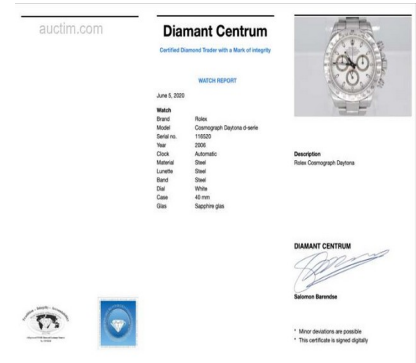 auctim.com
Diamant Centrum
Certified Diamond Trader with a Mark of integrity
WATCH REPORT
June 5, 2020
Watch
Brand Rolex
Model Cosmograph Daytona d-serie
Serial no. 116520
Year 2006
Clock Automatic
Material Steel
Lunette Steel
Band Steel
Dial White
Case 40 mm
Glas Sapphire glas
Description
Rolex Cosmograph Daytona
DIAMANT CENTRUM
Salomon Barendse
* Minor deviations are possible
* This certificate is signed digitally